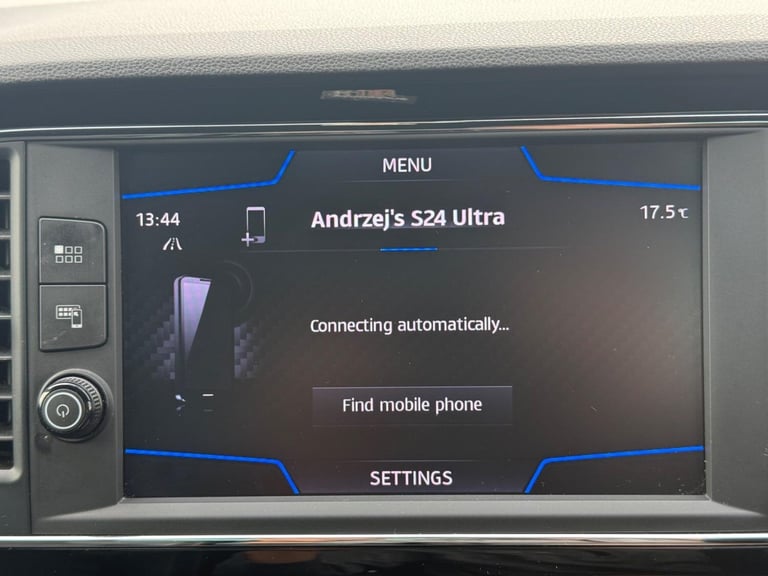 MENU
13:44
Andrzej's S24 Ultra
17.5℃
Connecting automatically...
Find mobile phone
SETTINGS